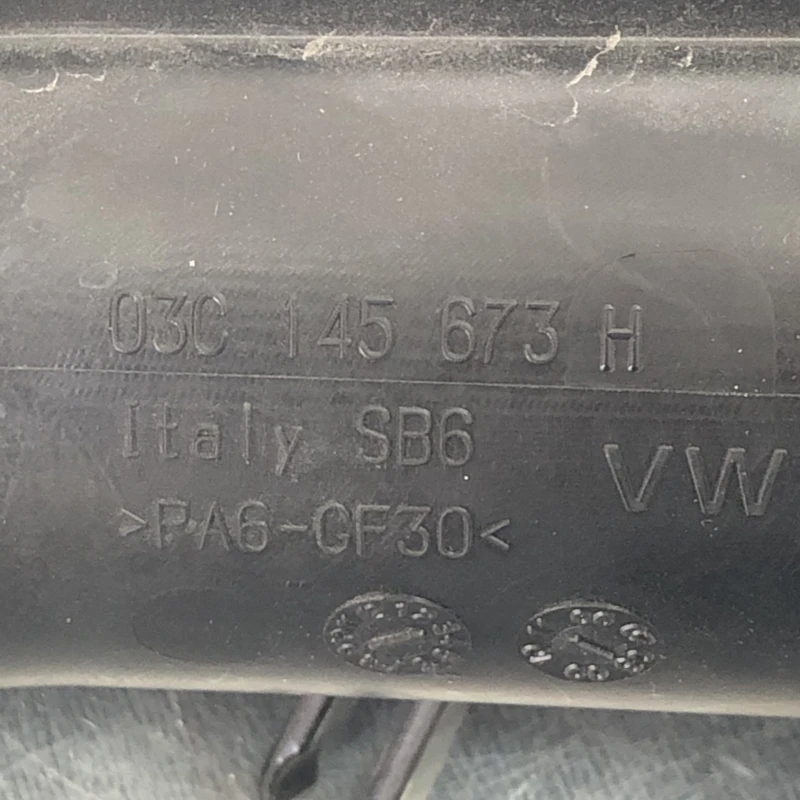 03C 145 673 H
Italy SB6
VW
>PA6-GF30<